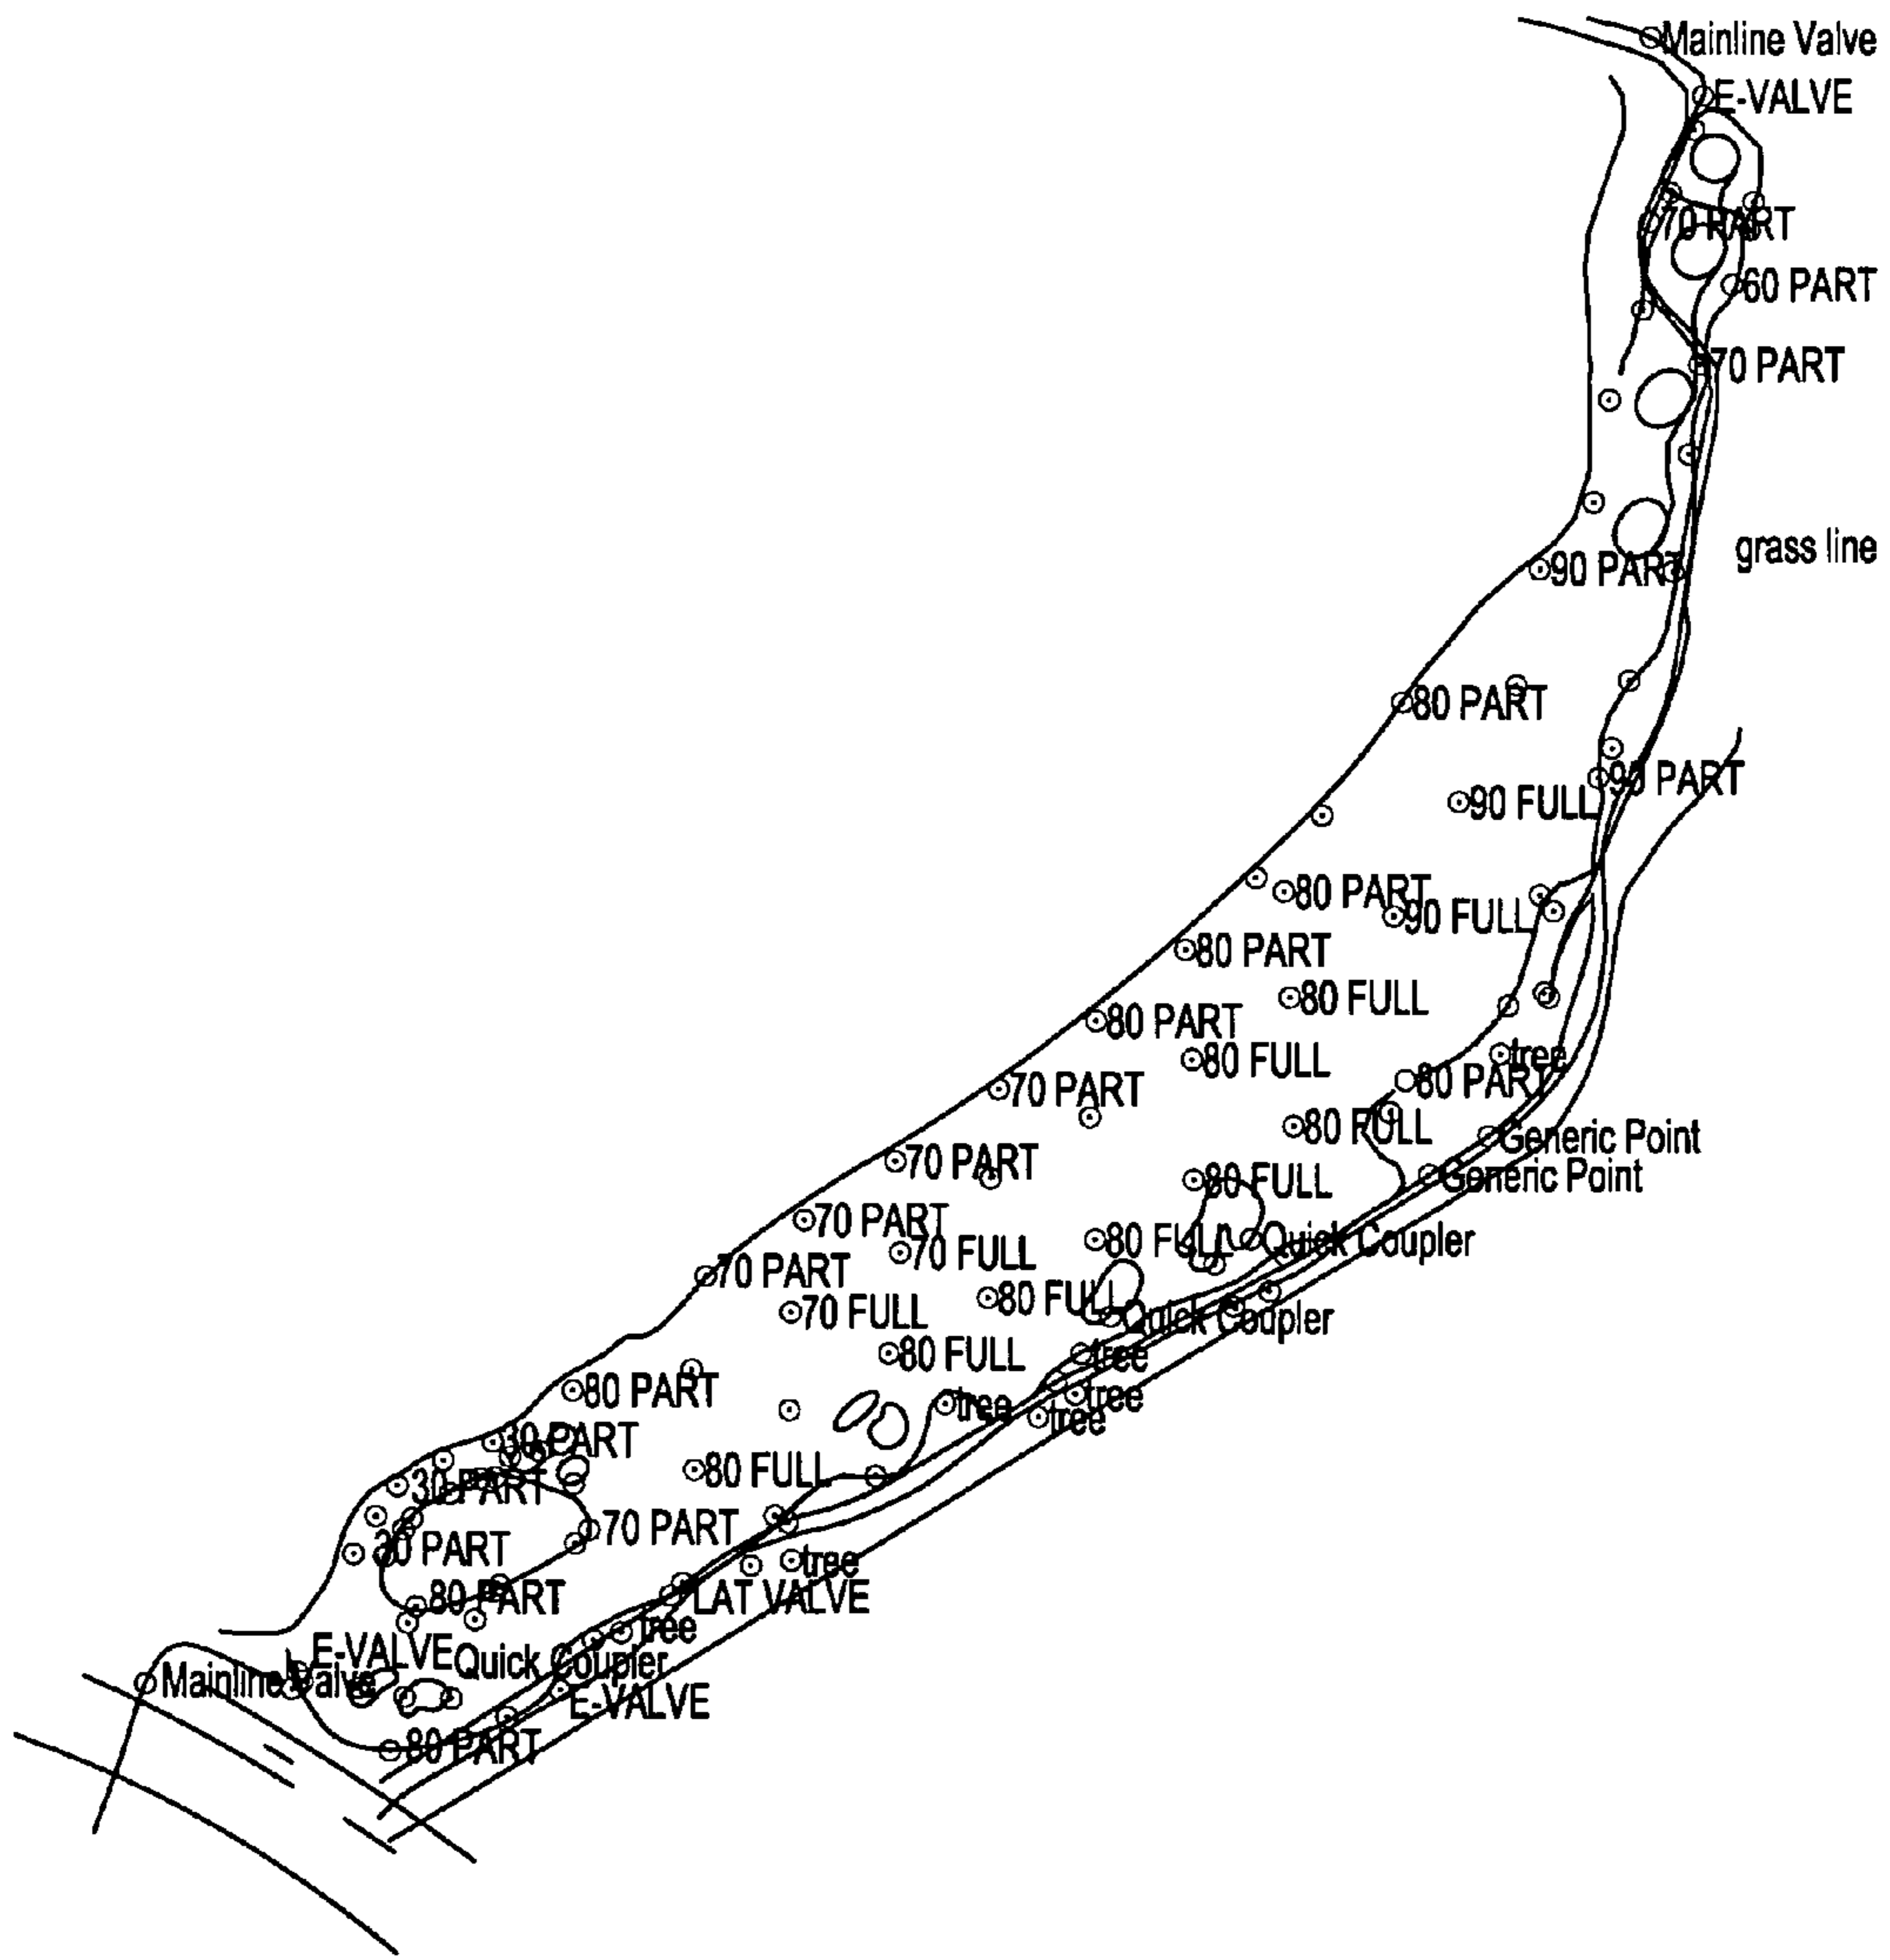 Mainline Valve
E-VALVE
70 PART
60 PART
70 PART
grass line
90 PART
80 PART
90 PART
90 FULL
80 PART
90 FULL
80 PART
80 FULL
80 PART
tree
80 FULL
80 PART
70 PART
80 FULL
Generic Point
70 PART
Generic Point
80 FULL
70 PART
80 FULL
Quick Coupler
70 FULL
70 PART
80 FULL
70 FULL
Quick Coupler
80 FULL
tree
80 PART
tree
tree
tree
30 PART
80 FULL
30 PART
70 PART
30 PART
tree
80 PART
LAT VALVE
tree
E-VALVE
Quick Coupler
Mainline Valve
E-VALVE
80 PART